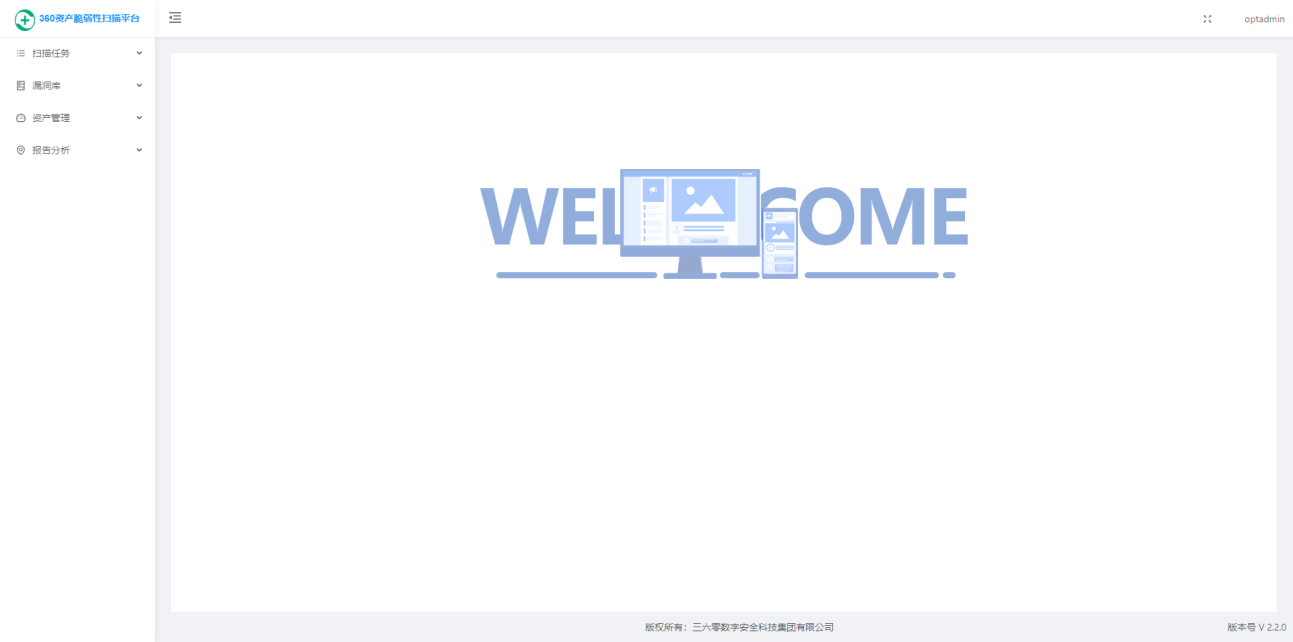 360资产脆弱性扫描平台
optadmin
扫描任务
漏洞库
资产管理
报告分析
WELCOME
版权所有：三六零数字安全科技集团有限公司
版本号 V 2.2.0